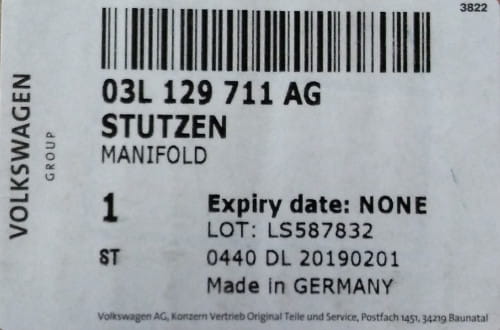 3822
VOLKSWAGEN
GROUP
03L 129 711 AG
STUTZEN
MANIFOLD
1
Expiry date: NONE
LOT: LS587832
ST
0440 DL 20190201
Made in GERMANY
Volkswagen AG, Konzern Vertrieb Original Teile und Service, Postfach 1451, 34219 Baunatal